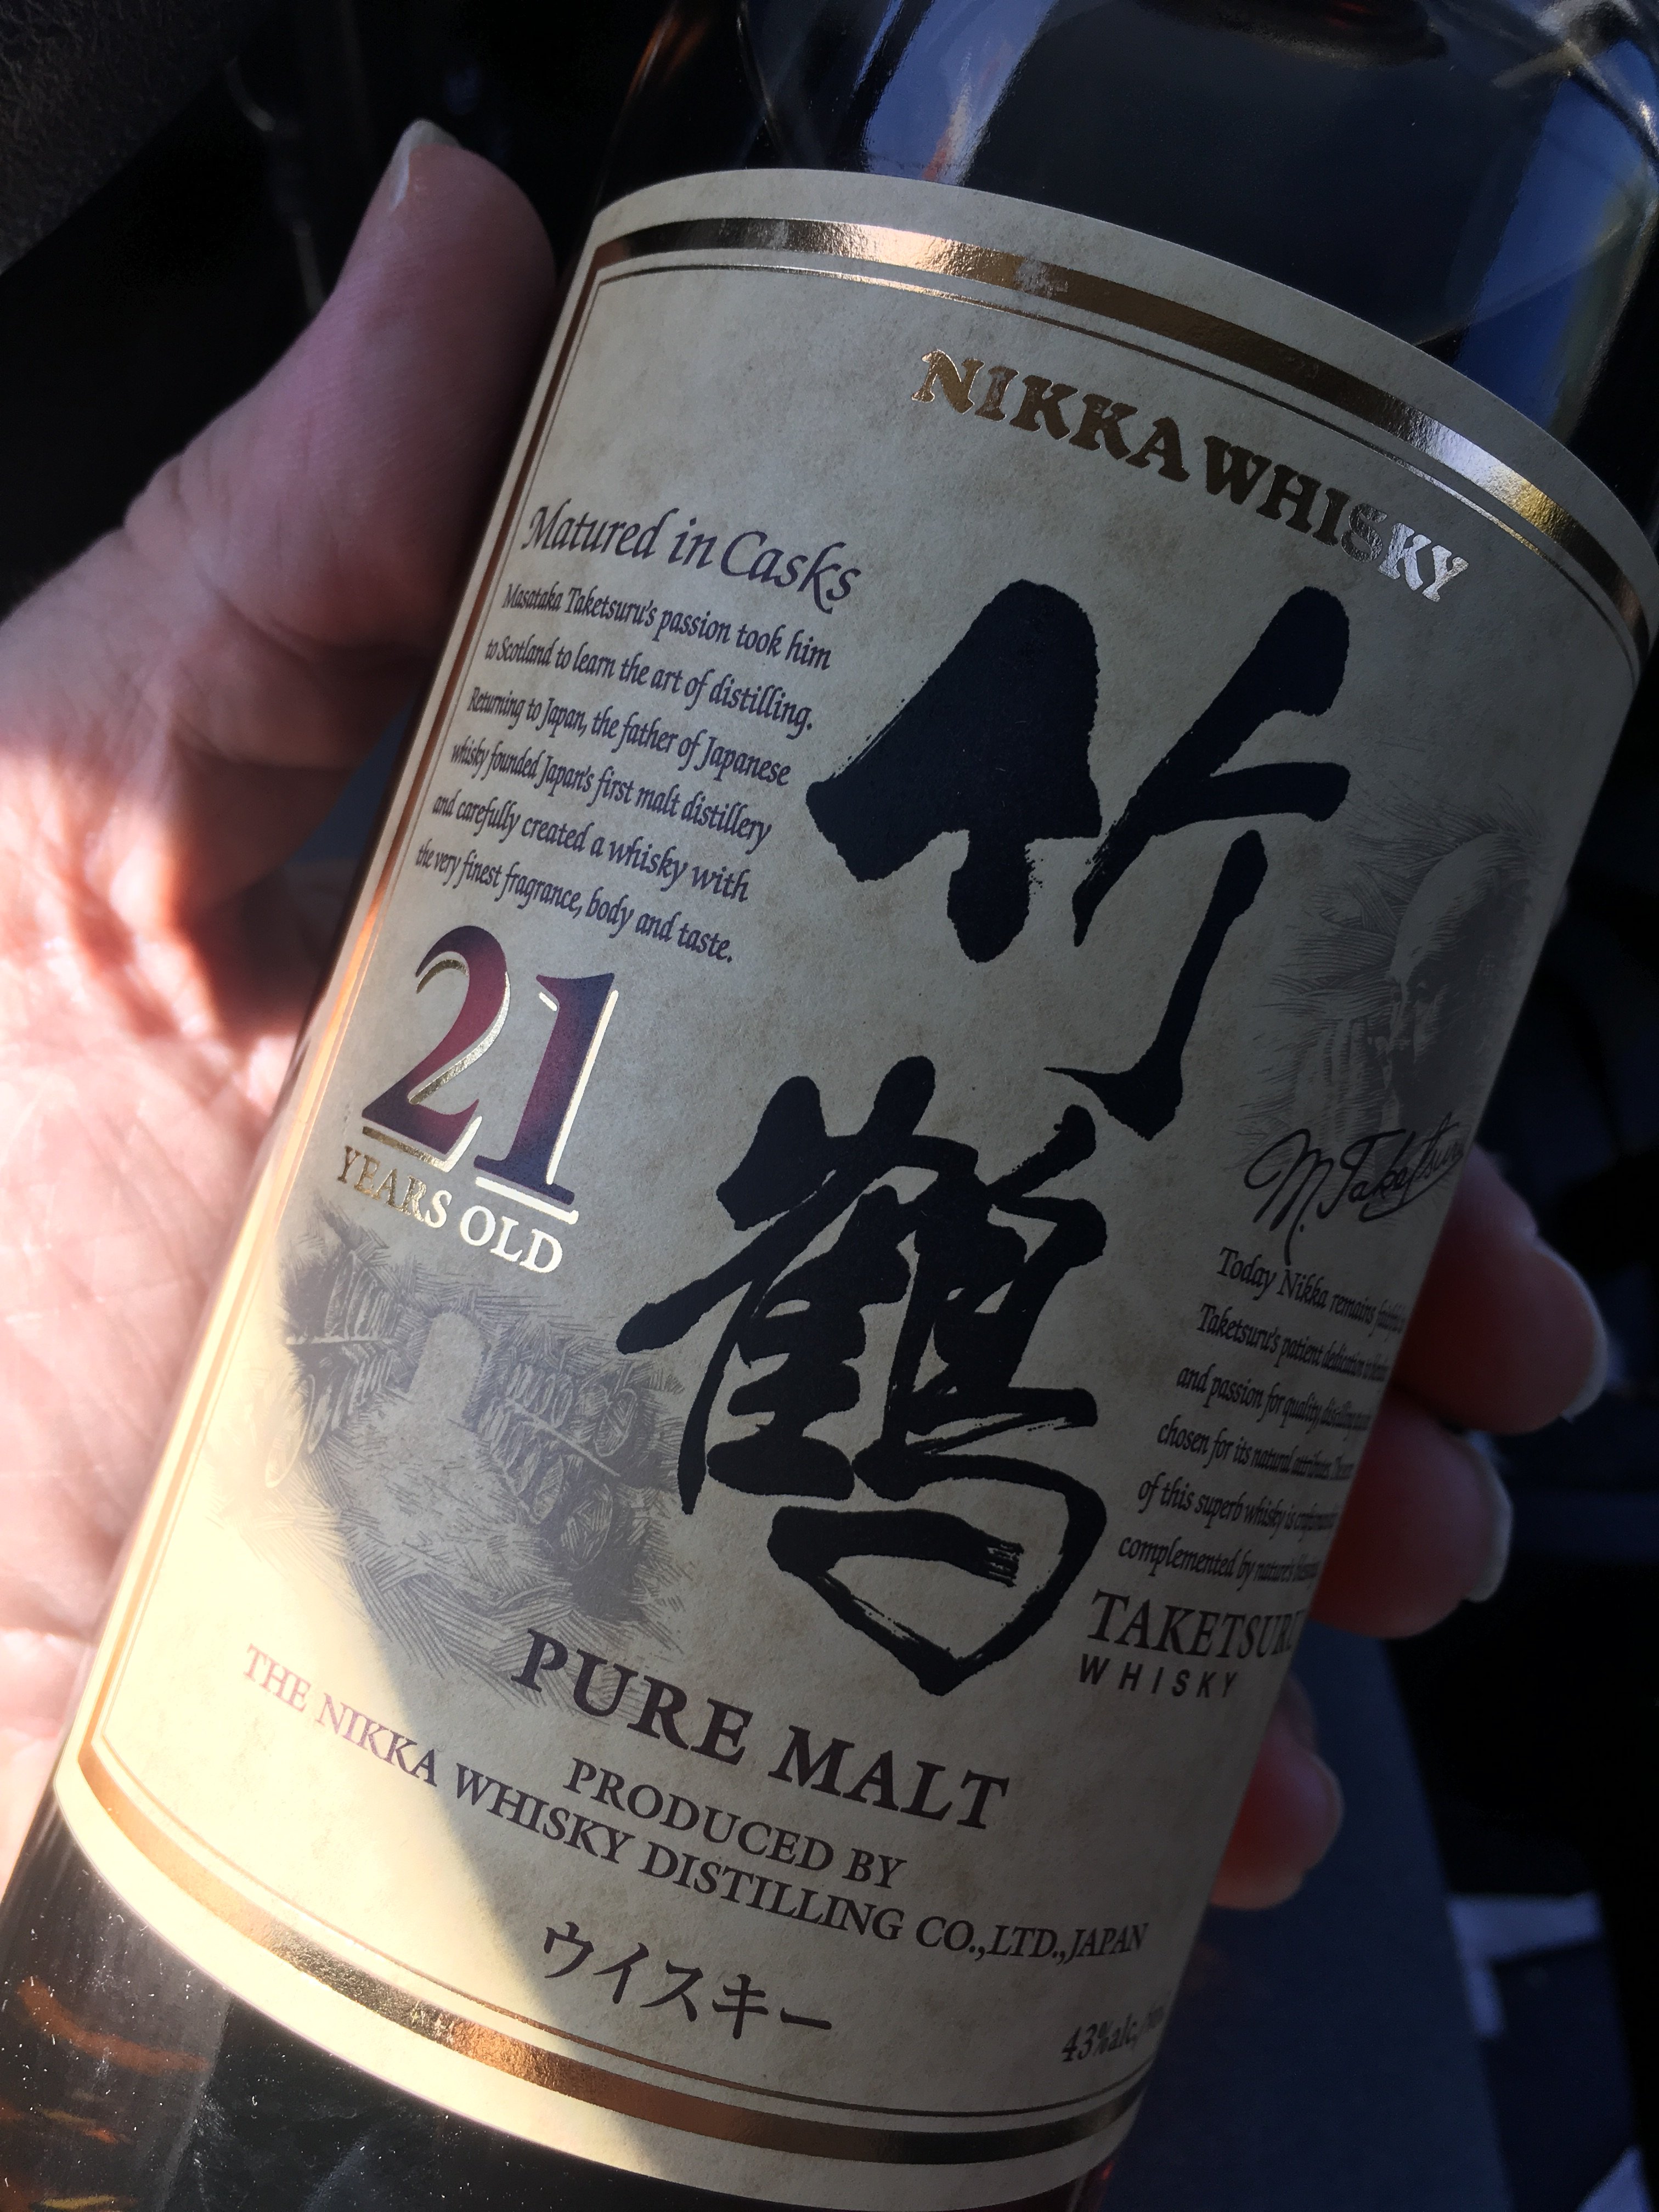 NIKKA WHISKY
Matured in Casks
Masataka Taketsuru's passion took him
to Scotland to learn the art of distilling.
Returning to Japan, the father of Japanese
whisky founded Japan's first malt distillery
and carefully created a whisky with
the very finest fragrance, body and taste.
21
YEARS OLD
竹鶴
M. Taketsuru
Today Nikka remains
Taketsuru's patient dedication to
and passion for quality distilling
chosen for its natural attributes.
of this superb whisky is
complemented by nature's
TAKETSURU
WHISKY
PURE MALT
PRODUCED BY
THE NIKKA WHISKY DISTILLING CO.,LTD.,JAPAN
ウイスキー
43%alc.